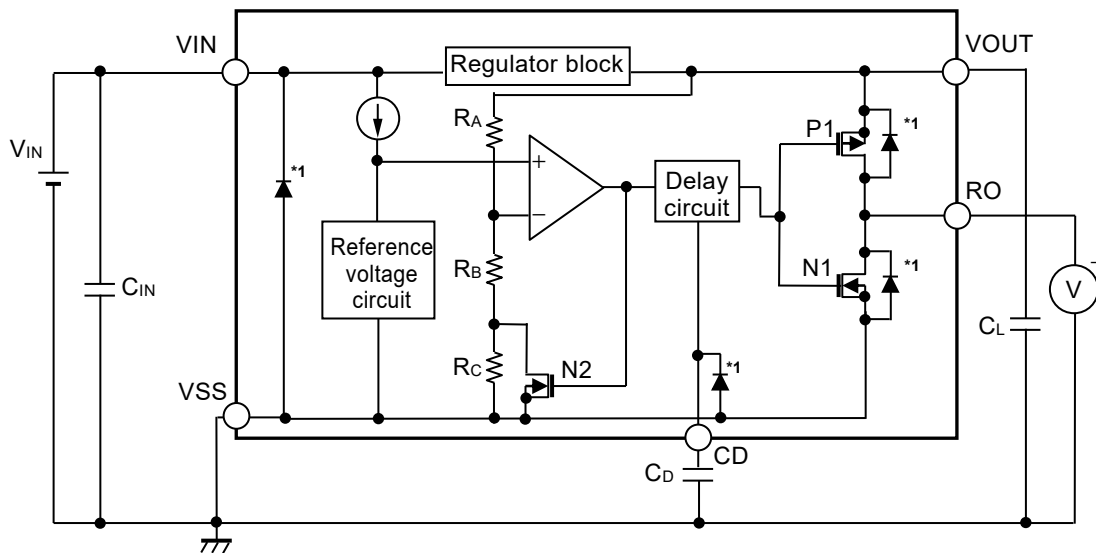 VIN
VOUT
Regulator block
RA
P1
*1
VIN
*1
+
−
Delay
circuit
RO
Reference
voltage
circuit
RB
N1
*1
V
CIN
CL
RC
N2
*1
VSS
CD
CD